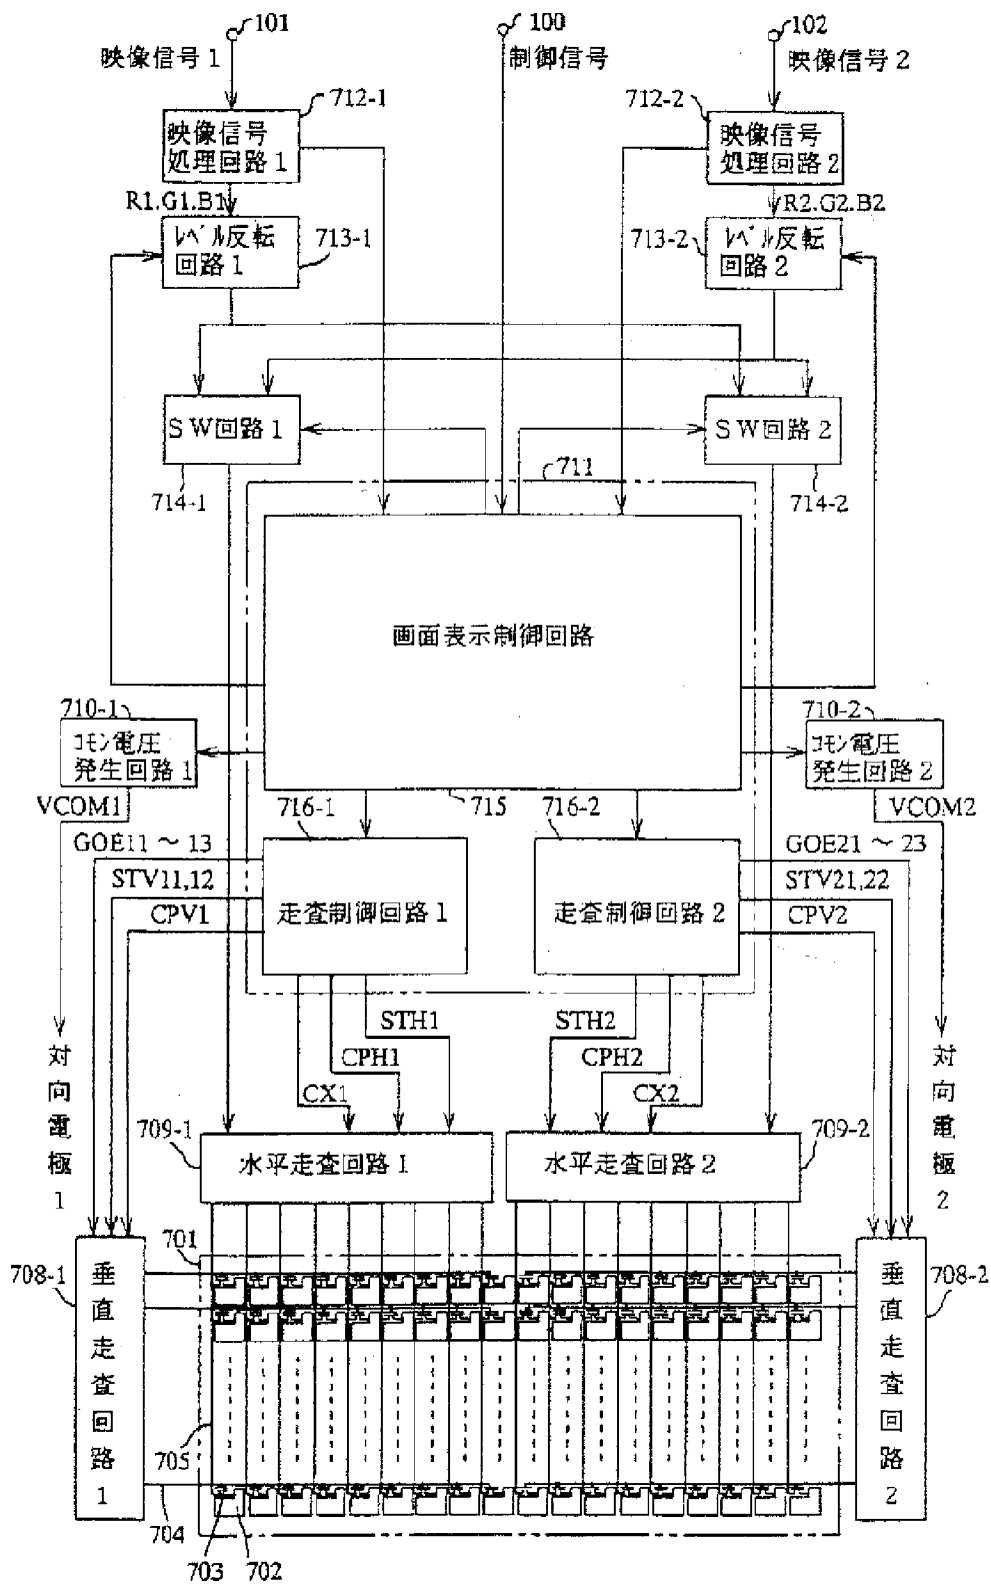 101
100
102
映像信号1
制御信号
映像信号2
712-1
712-2
映像信号
処理回路1
映像信号
処理回路2
R1.G1.B1
R2.G2.B2
ﾚﾍﾞﾙ反転
回路1
713-1
713-2
ﾚﾍﾞﾙ反転
回路2
SW回路1
SW回路2
714-1
711
714-2
画面表示制御回路
710-1
710-2
ｺﾓﾝ電圧
発生回路1
ｺﾓﾝ電圧
発生回路2
VCOM1
716-1
715
716-2
VCOM2
GOE11～13
GOE21～23
STV11,12
STV21,22
CPV1
走査制御回路1
走査制御回路2
CPV2
STH1
STH2
CPH1
CPH2
CX1
CX2
対向電極1
対向電極2
709-1
709-2
水平走査回路1
水平走査回路2
701
708-1
708-2
垂直走査回路1
垂直走査回路2
705
704
703
702